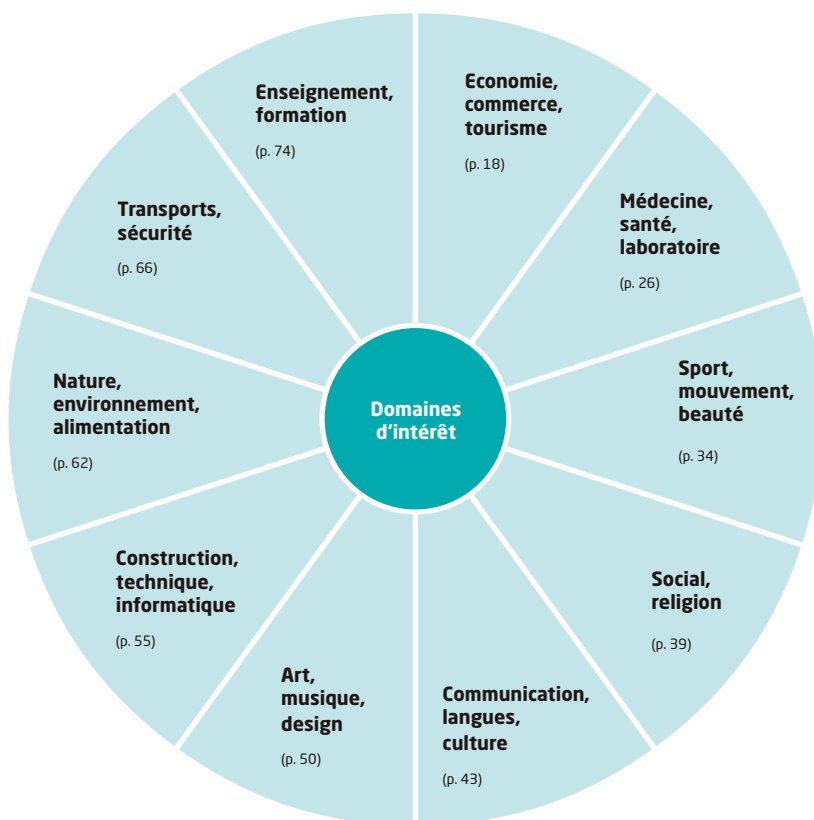 Enseignement,
formation
(p. 74)
Economie,
commerce,
tourisme
(p. 18)
Médecine,
santé,
laboratoire
(p. 26)
Sport,
mouvement,
beauté
(p. 34)
Social,
religion
(p. 39)
Communication,
langues,
culture
(p. 43)
Art,
musique,
design
(p. 50)
Construction,
technique,
informatique
(p. 55)
Nature,
environnement,
alimentation
(p. 62)
Transports,
sécurité
(p. 66)
Domaines
d'intérêt